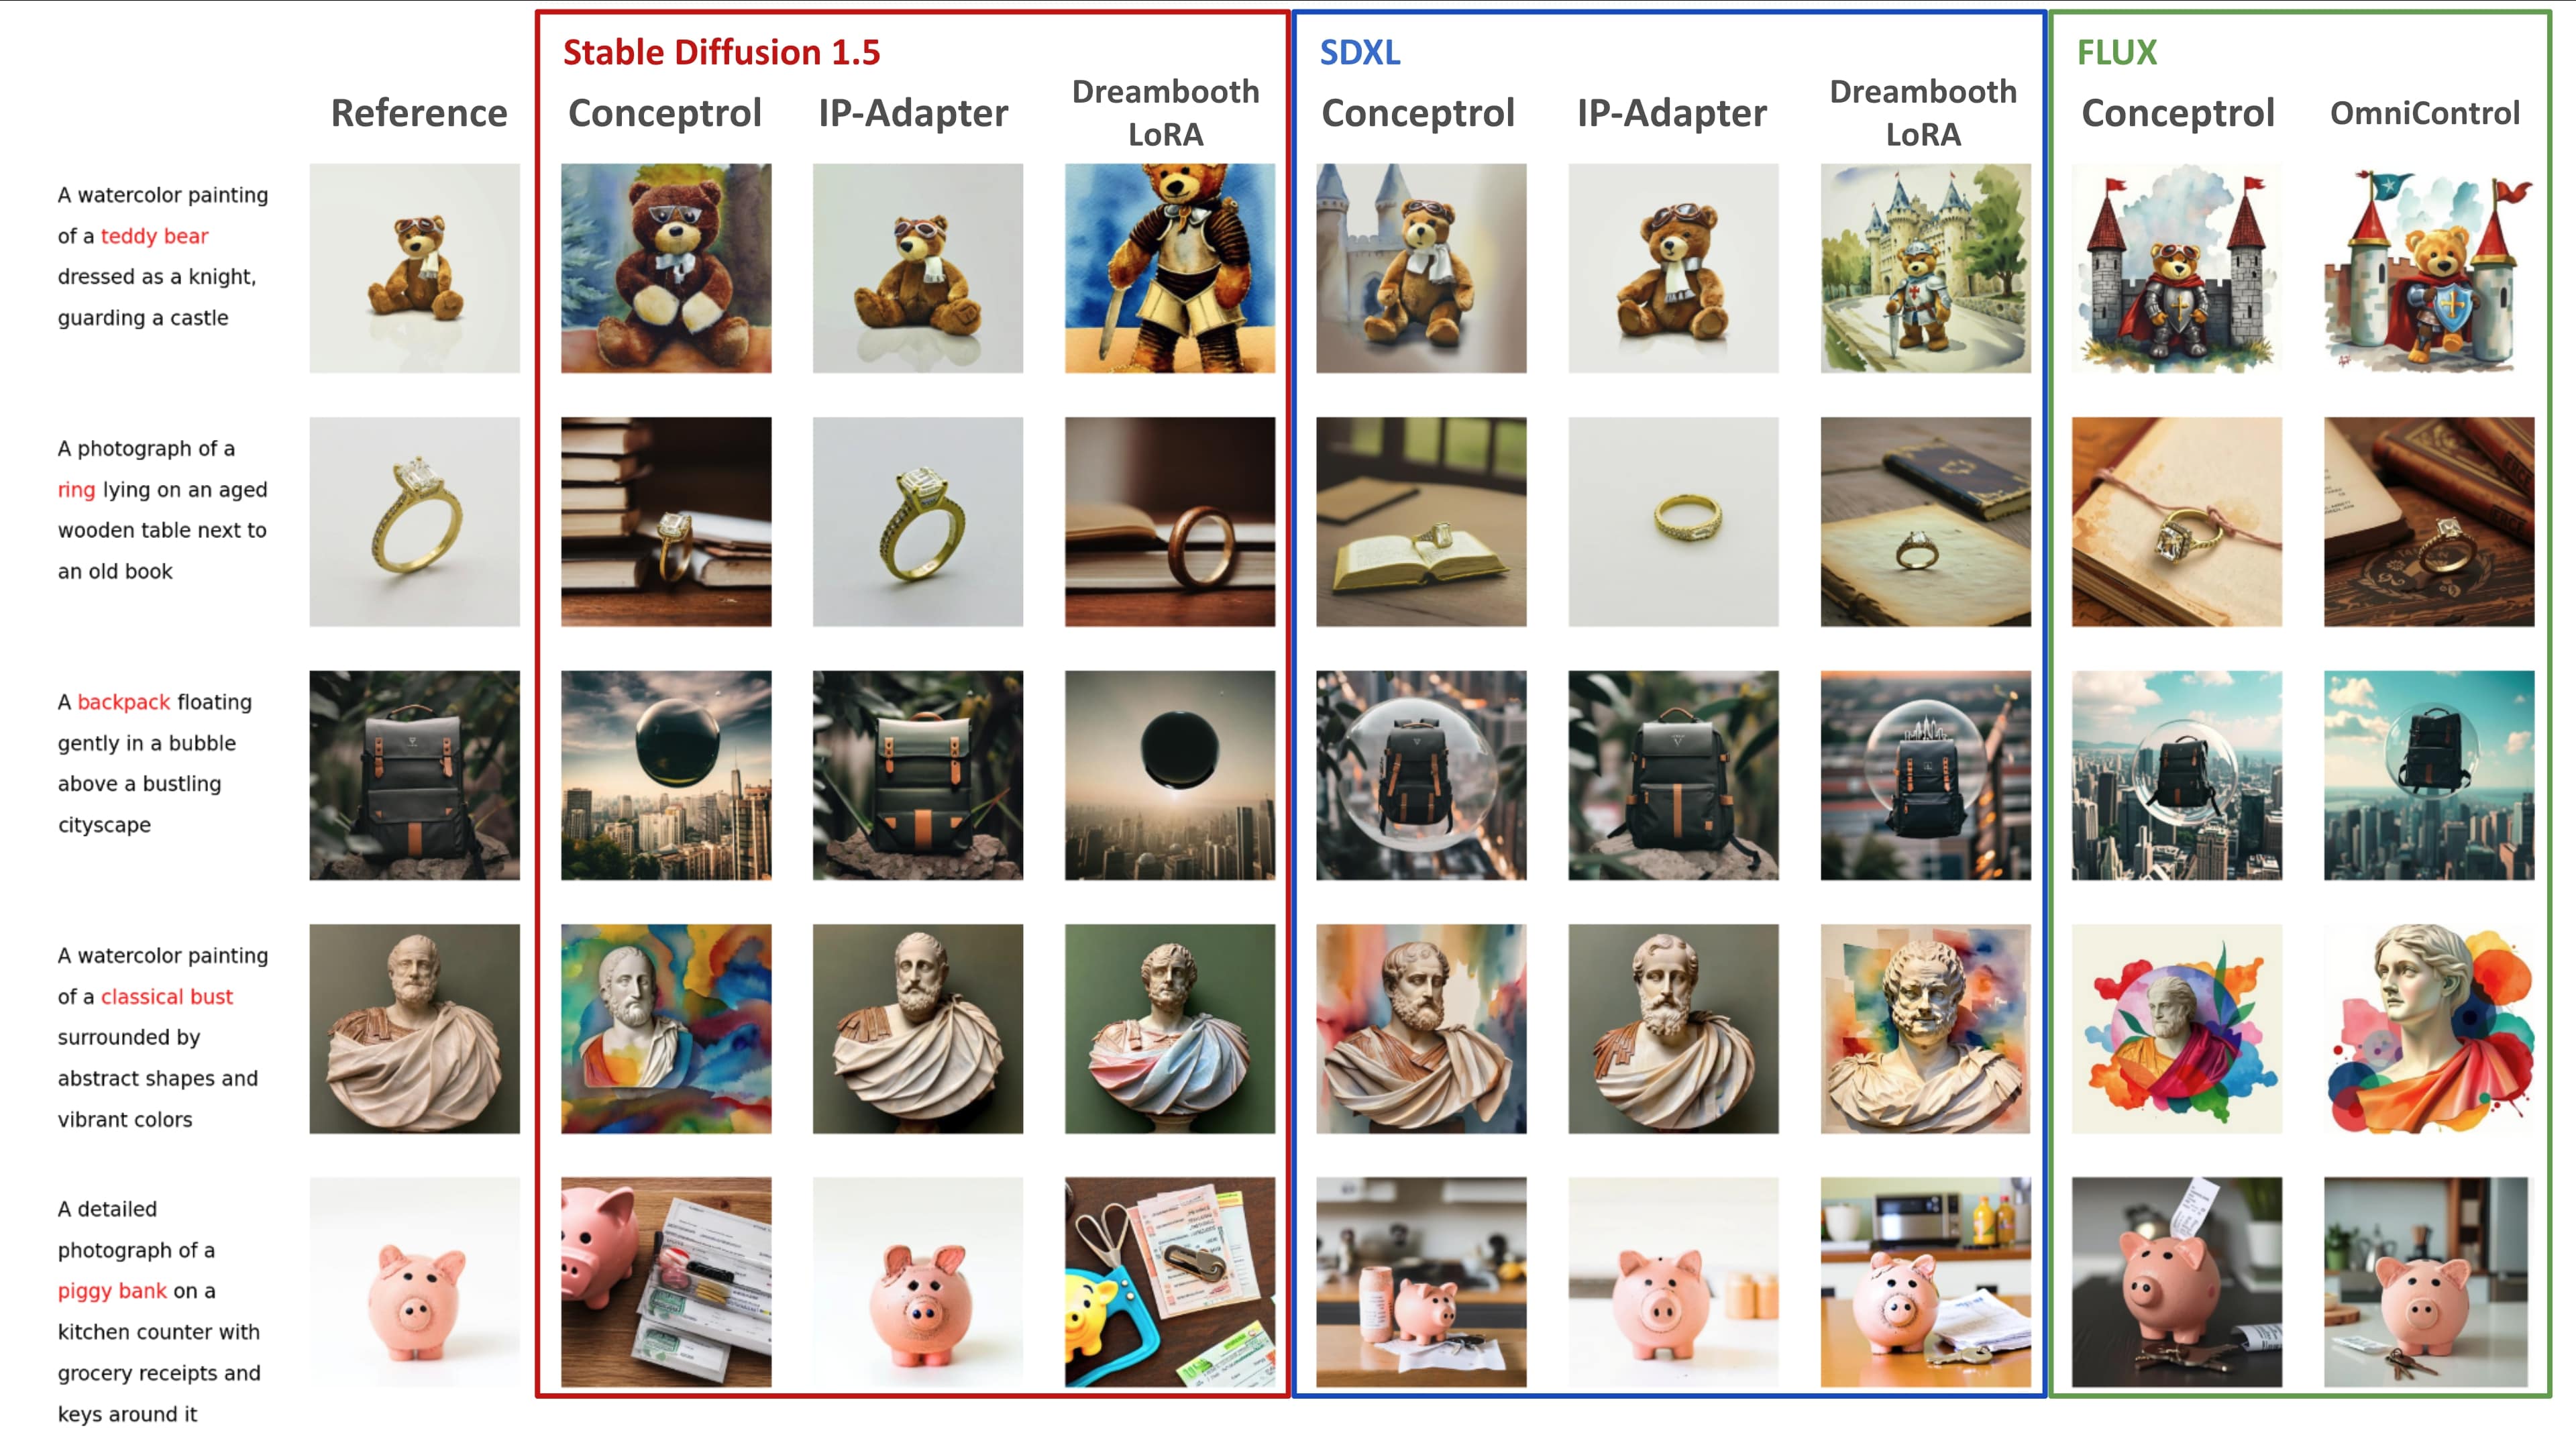 Stable Diffusion 1.5
SDXL
FLUX
Reference
Conceptrol
IP-Adapter
Dreambooth
LoRA
Conceptrol
IP-Adapter
Dreambooth
LoRA
Conceptrol
OmniControl
A watercolor painting
of a teddy bear
dressed as a knight,
guarding a castle
A photograph of a
ring lying on an aged
wooden table next to
an old book
A backpack floating
gently in a bubble
above a bustling
cityscape
A watercolor painting
of a classical bust
surrounded by
abstract shapes and
vibrant colors
A detailed
photograph of a
piggy bank on a
kitchen counter with
grocery receipts and
keys around it